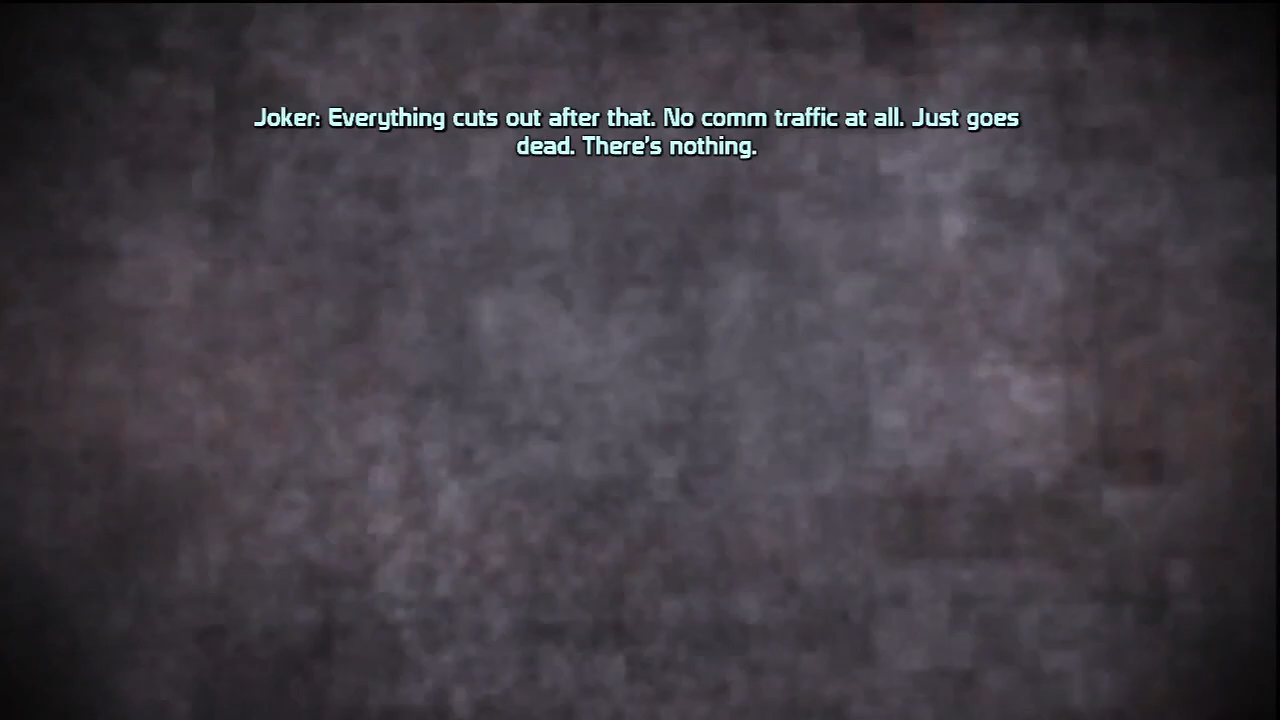 Joker: Everything cuts out after that. No comm traffic at all. Just goes
dead. There's nothing.